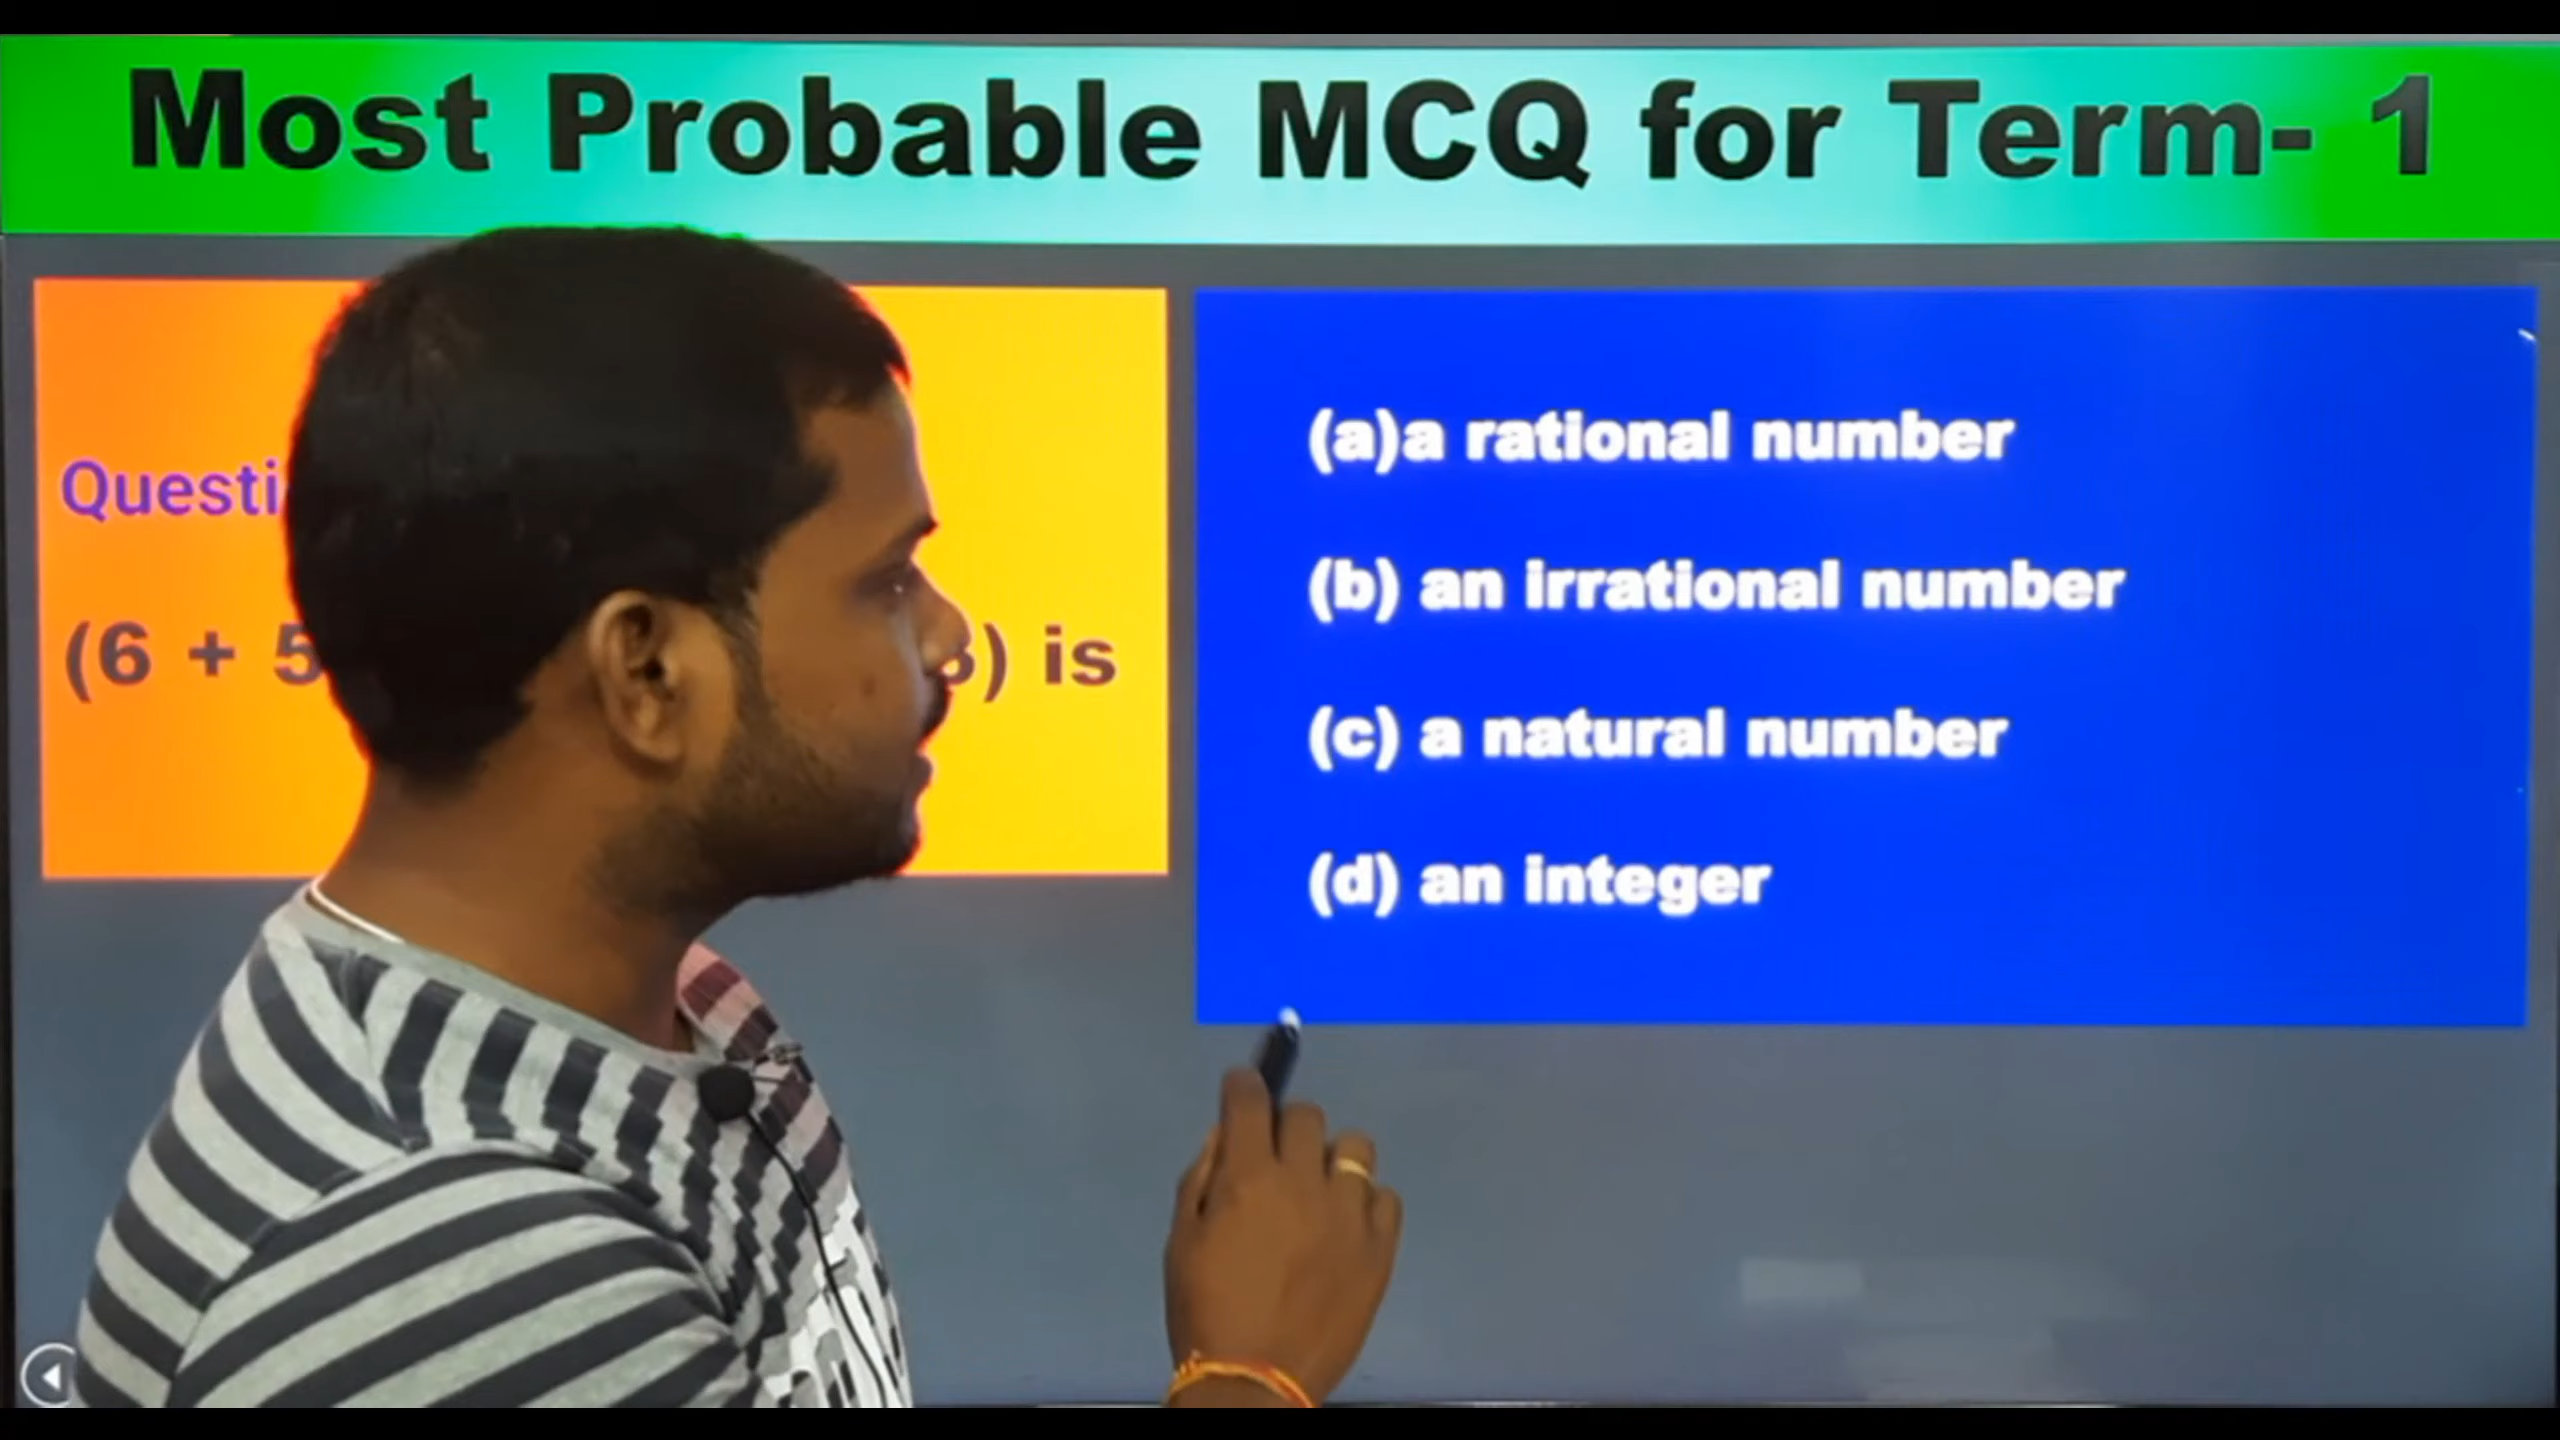 Most Probable MCQ for Term- 1
Questi
(6 + 5
3) is
(a)a rational number
(b) an irrational number
(c) a natural number
(d) an integer